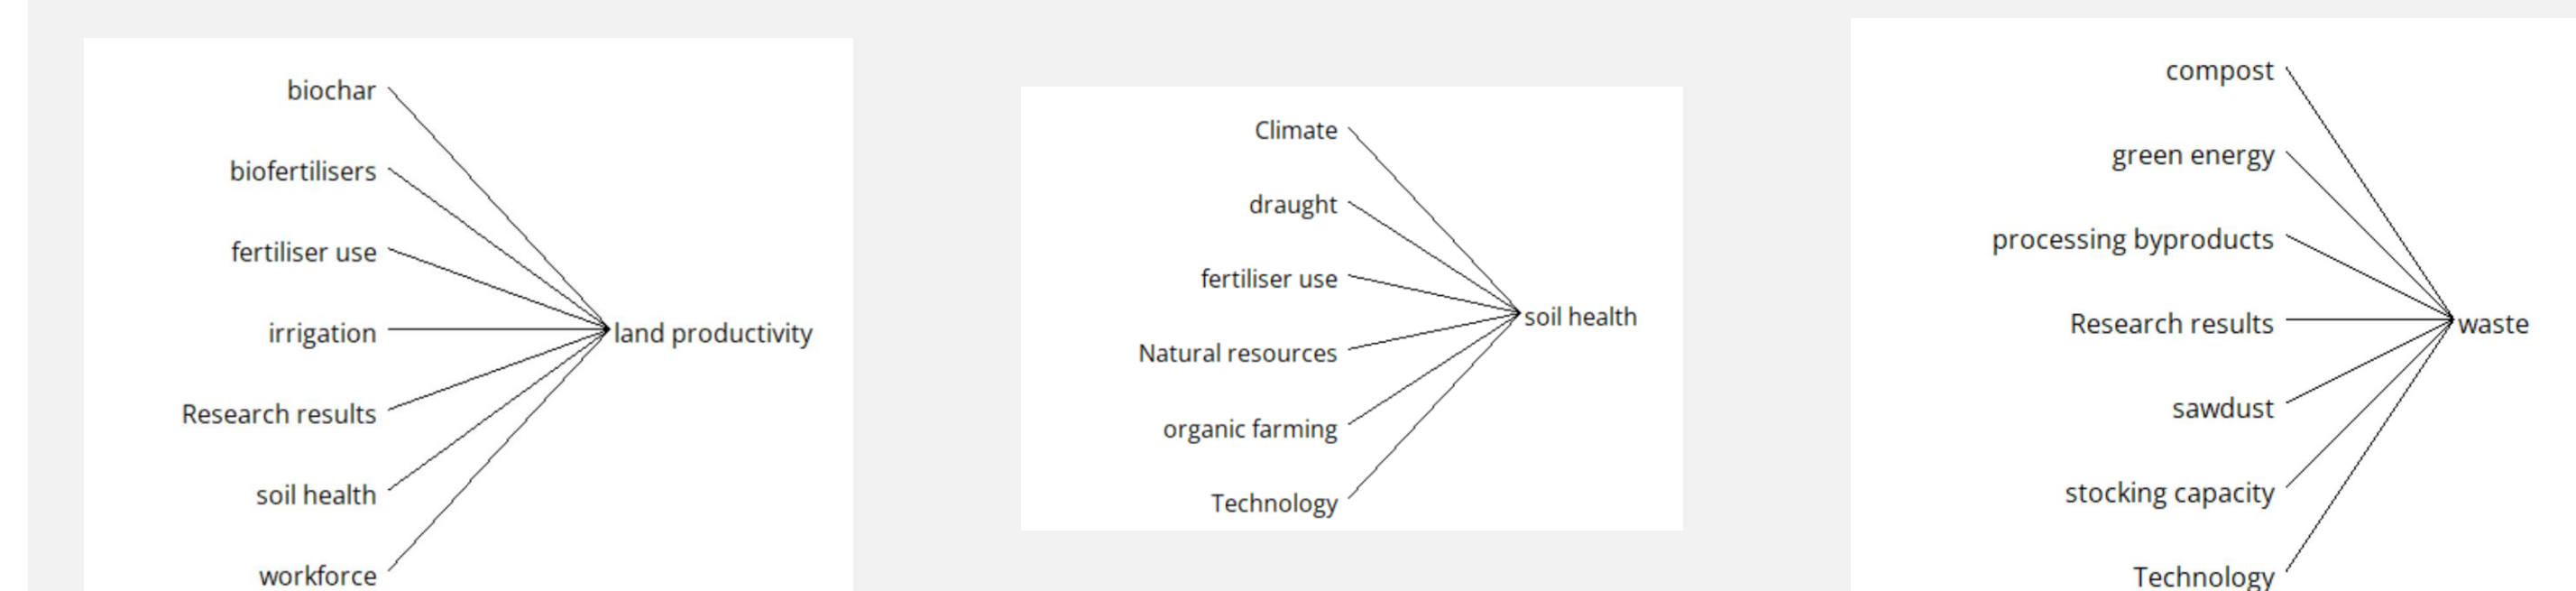 biochar
biofertilisers
fertiliser use
irrigation
Research results
soil health
workforce
land productivity
Climate
draught
fertiliser use
Natural resources
organic farming
Technology
soil health
compost
green energy
processing byproducts
Research results
sawdust
stocking capacity
Technology
waste